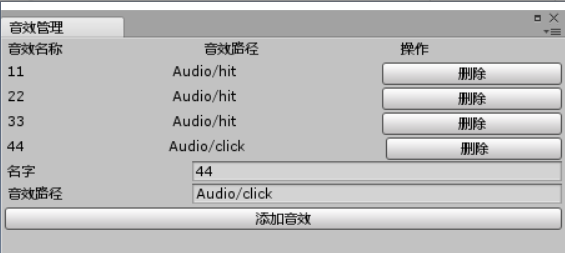 音效管理
音效名称 音效路径 操作
11 Audio/hit 删除
22 Audio/hit 删除
33 Audio/hit 删除
44 Audio/click 删除
名字 44
音效路径 Audio/click
添加音效